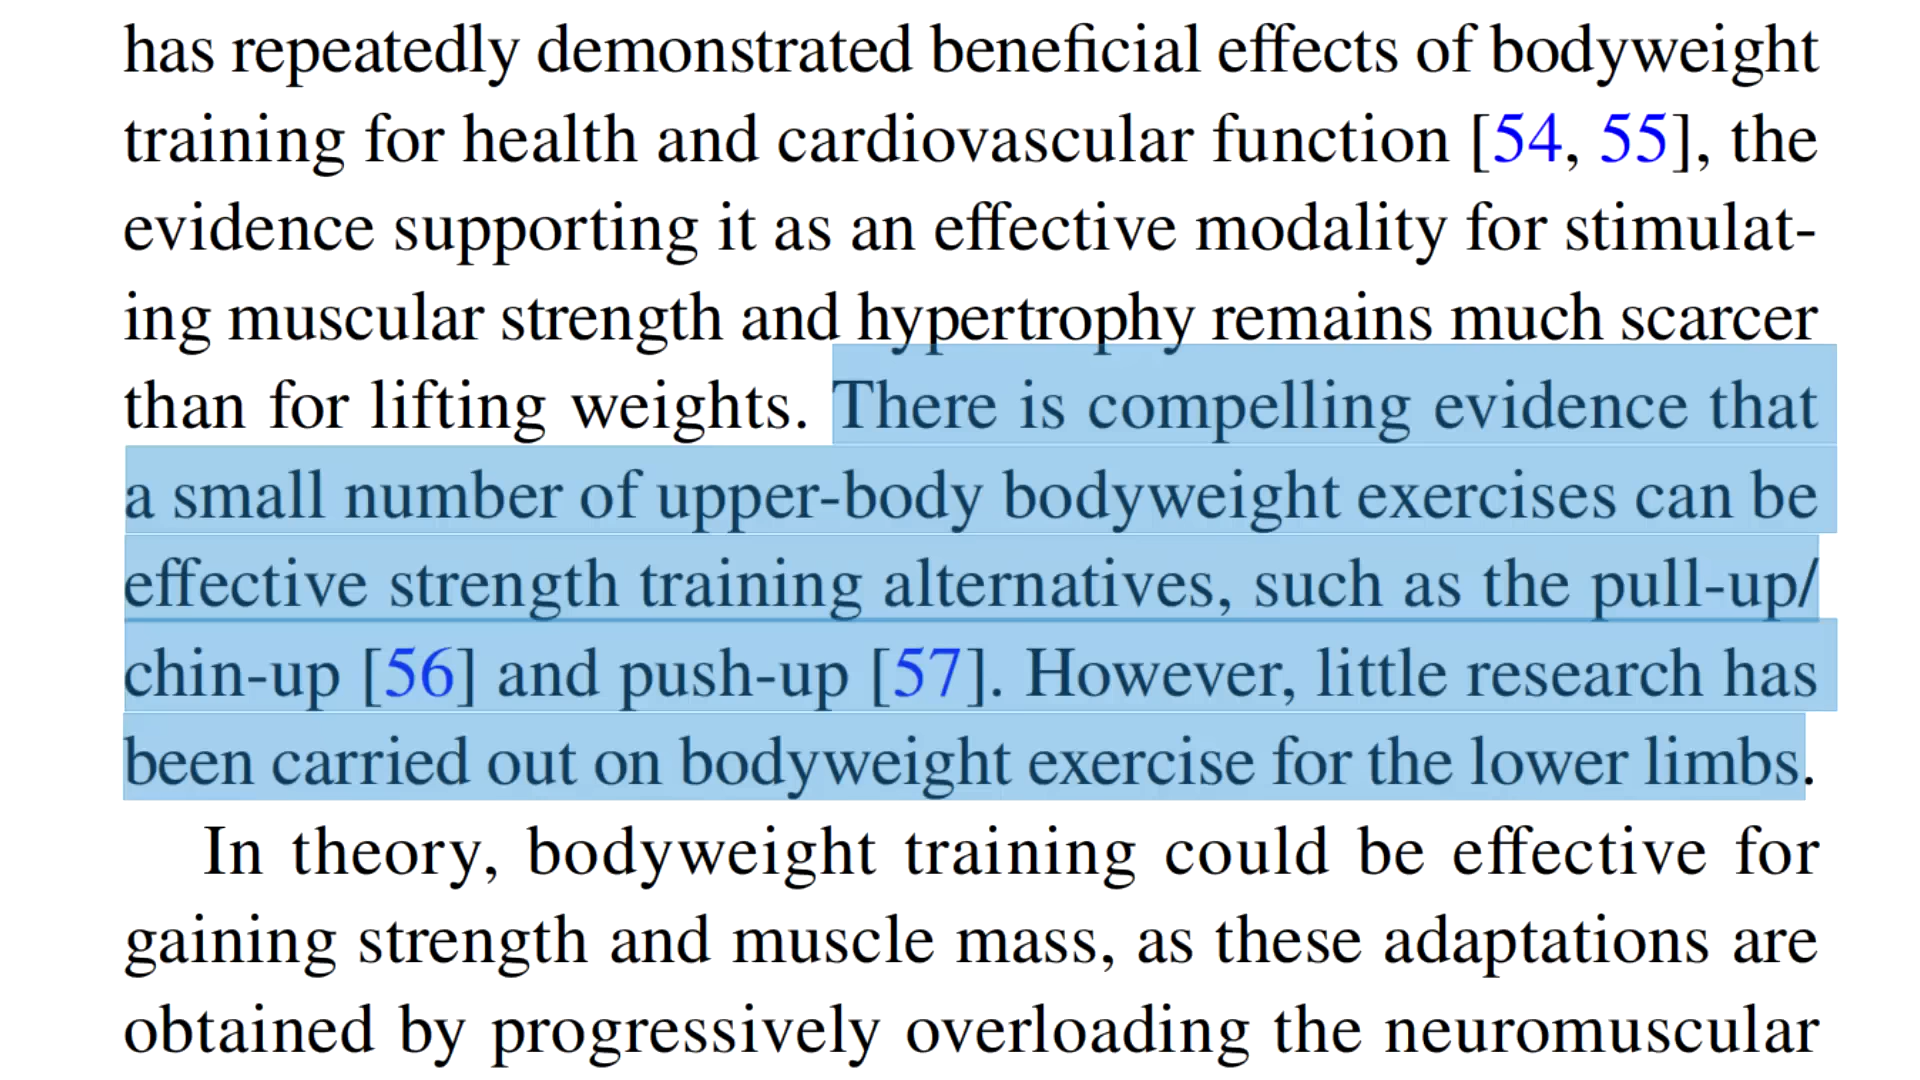 has repeatedly demonstrated beneficial effects of bodyweight
training for health and cardiovascular function [54, 55], the
evidence supporting it as an effective modality for stimulat-
ing muscular strength and hypertrophy remains much scarcer
than for lifting weights. There is compelling evidence that
a small number of upper-body bodyweight exercises can be
effective strength training alternatives, such as the pull-up/
chin-up [56] and push-up [57]. However, little research has
been carried out on bodyweight exercise for the lower limbs.
In theory, bodyweight training could be effective for
gaining strength and muscle mass, as these adaptations are
obtained by progressively overloading the neuromuscular